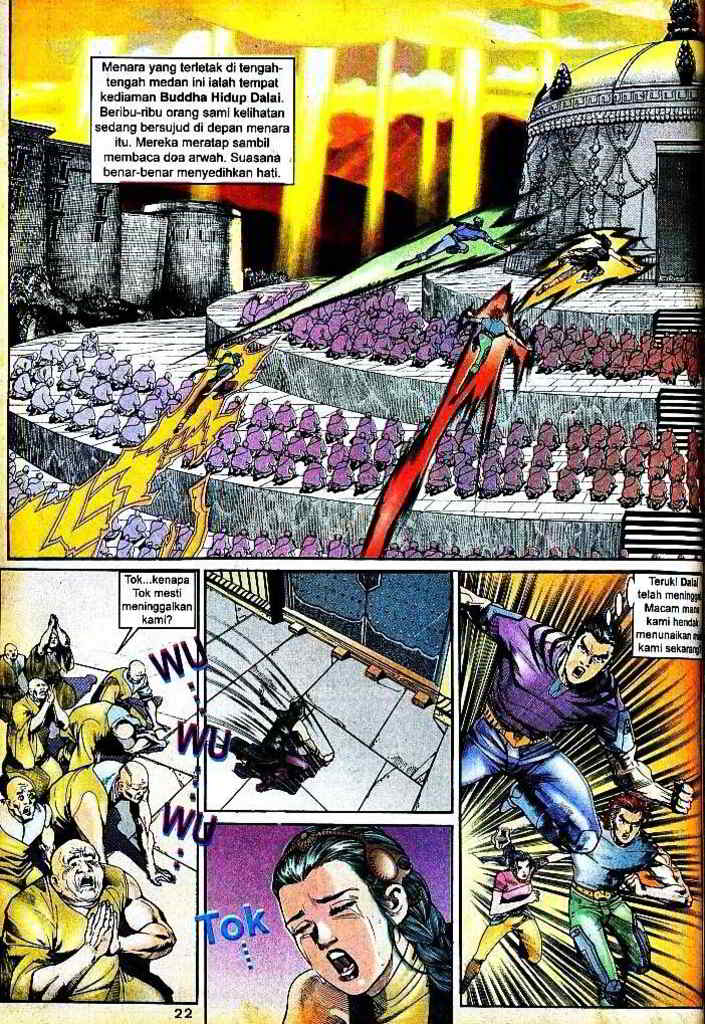 Menara yang terletak di tengah-
tengah medan ini ialah tempat
kediaman Buddha Hidup Dalai.
Beribu-ribu orang sami kelihatan
sedang bersujud di depan menara
itu. Mereka meratap sambil
membaca doa arwah. Suasana
benar-benar menyedihkan hati.
Tok...kenapa
Tok mesti
meninggalkan
kami?
WU
WU
WU
Tok
Teruk! Dalai
telah meningga
Macam mane
kami hendak
menunaikan
kami sekarang
22